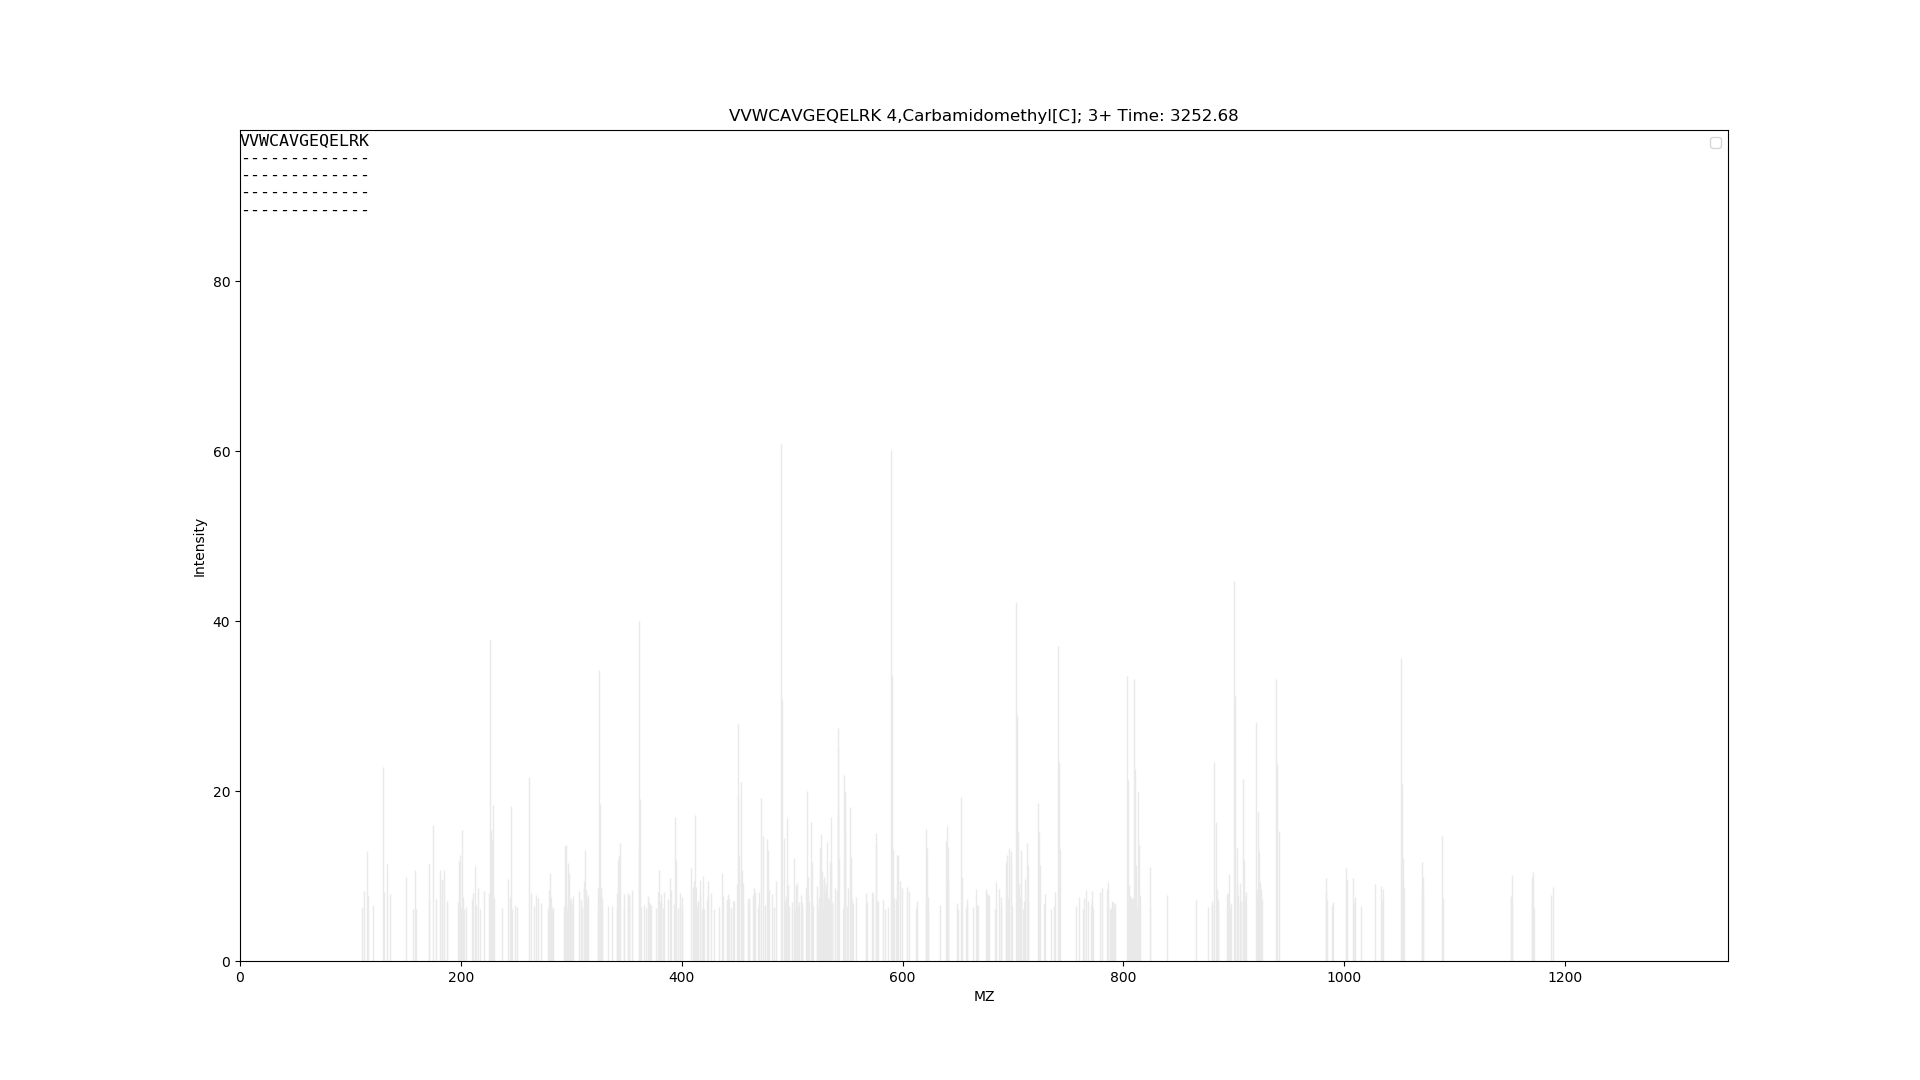 VVWCAVGEQELRK 4,Carbamidomethyl[C]; 3+ Time: 3252.68
VVWCAVGEQELRK
-------------
-------------
-------------
-------------
80
60
40
20
0
Intensity
0 200 400 600 800 1000 1200
MZ